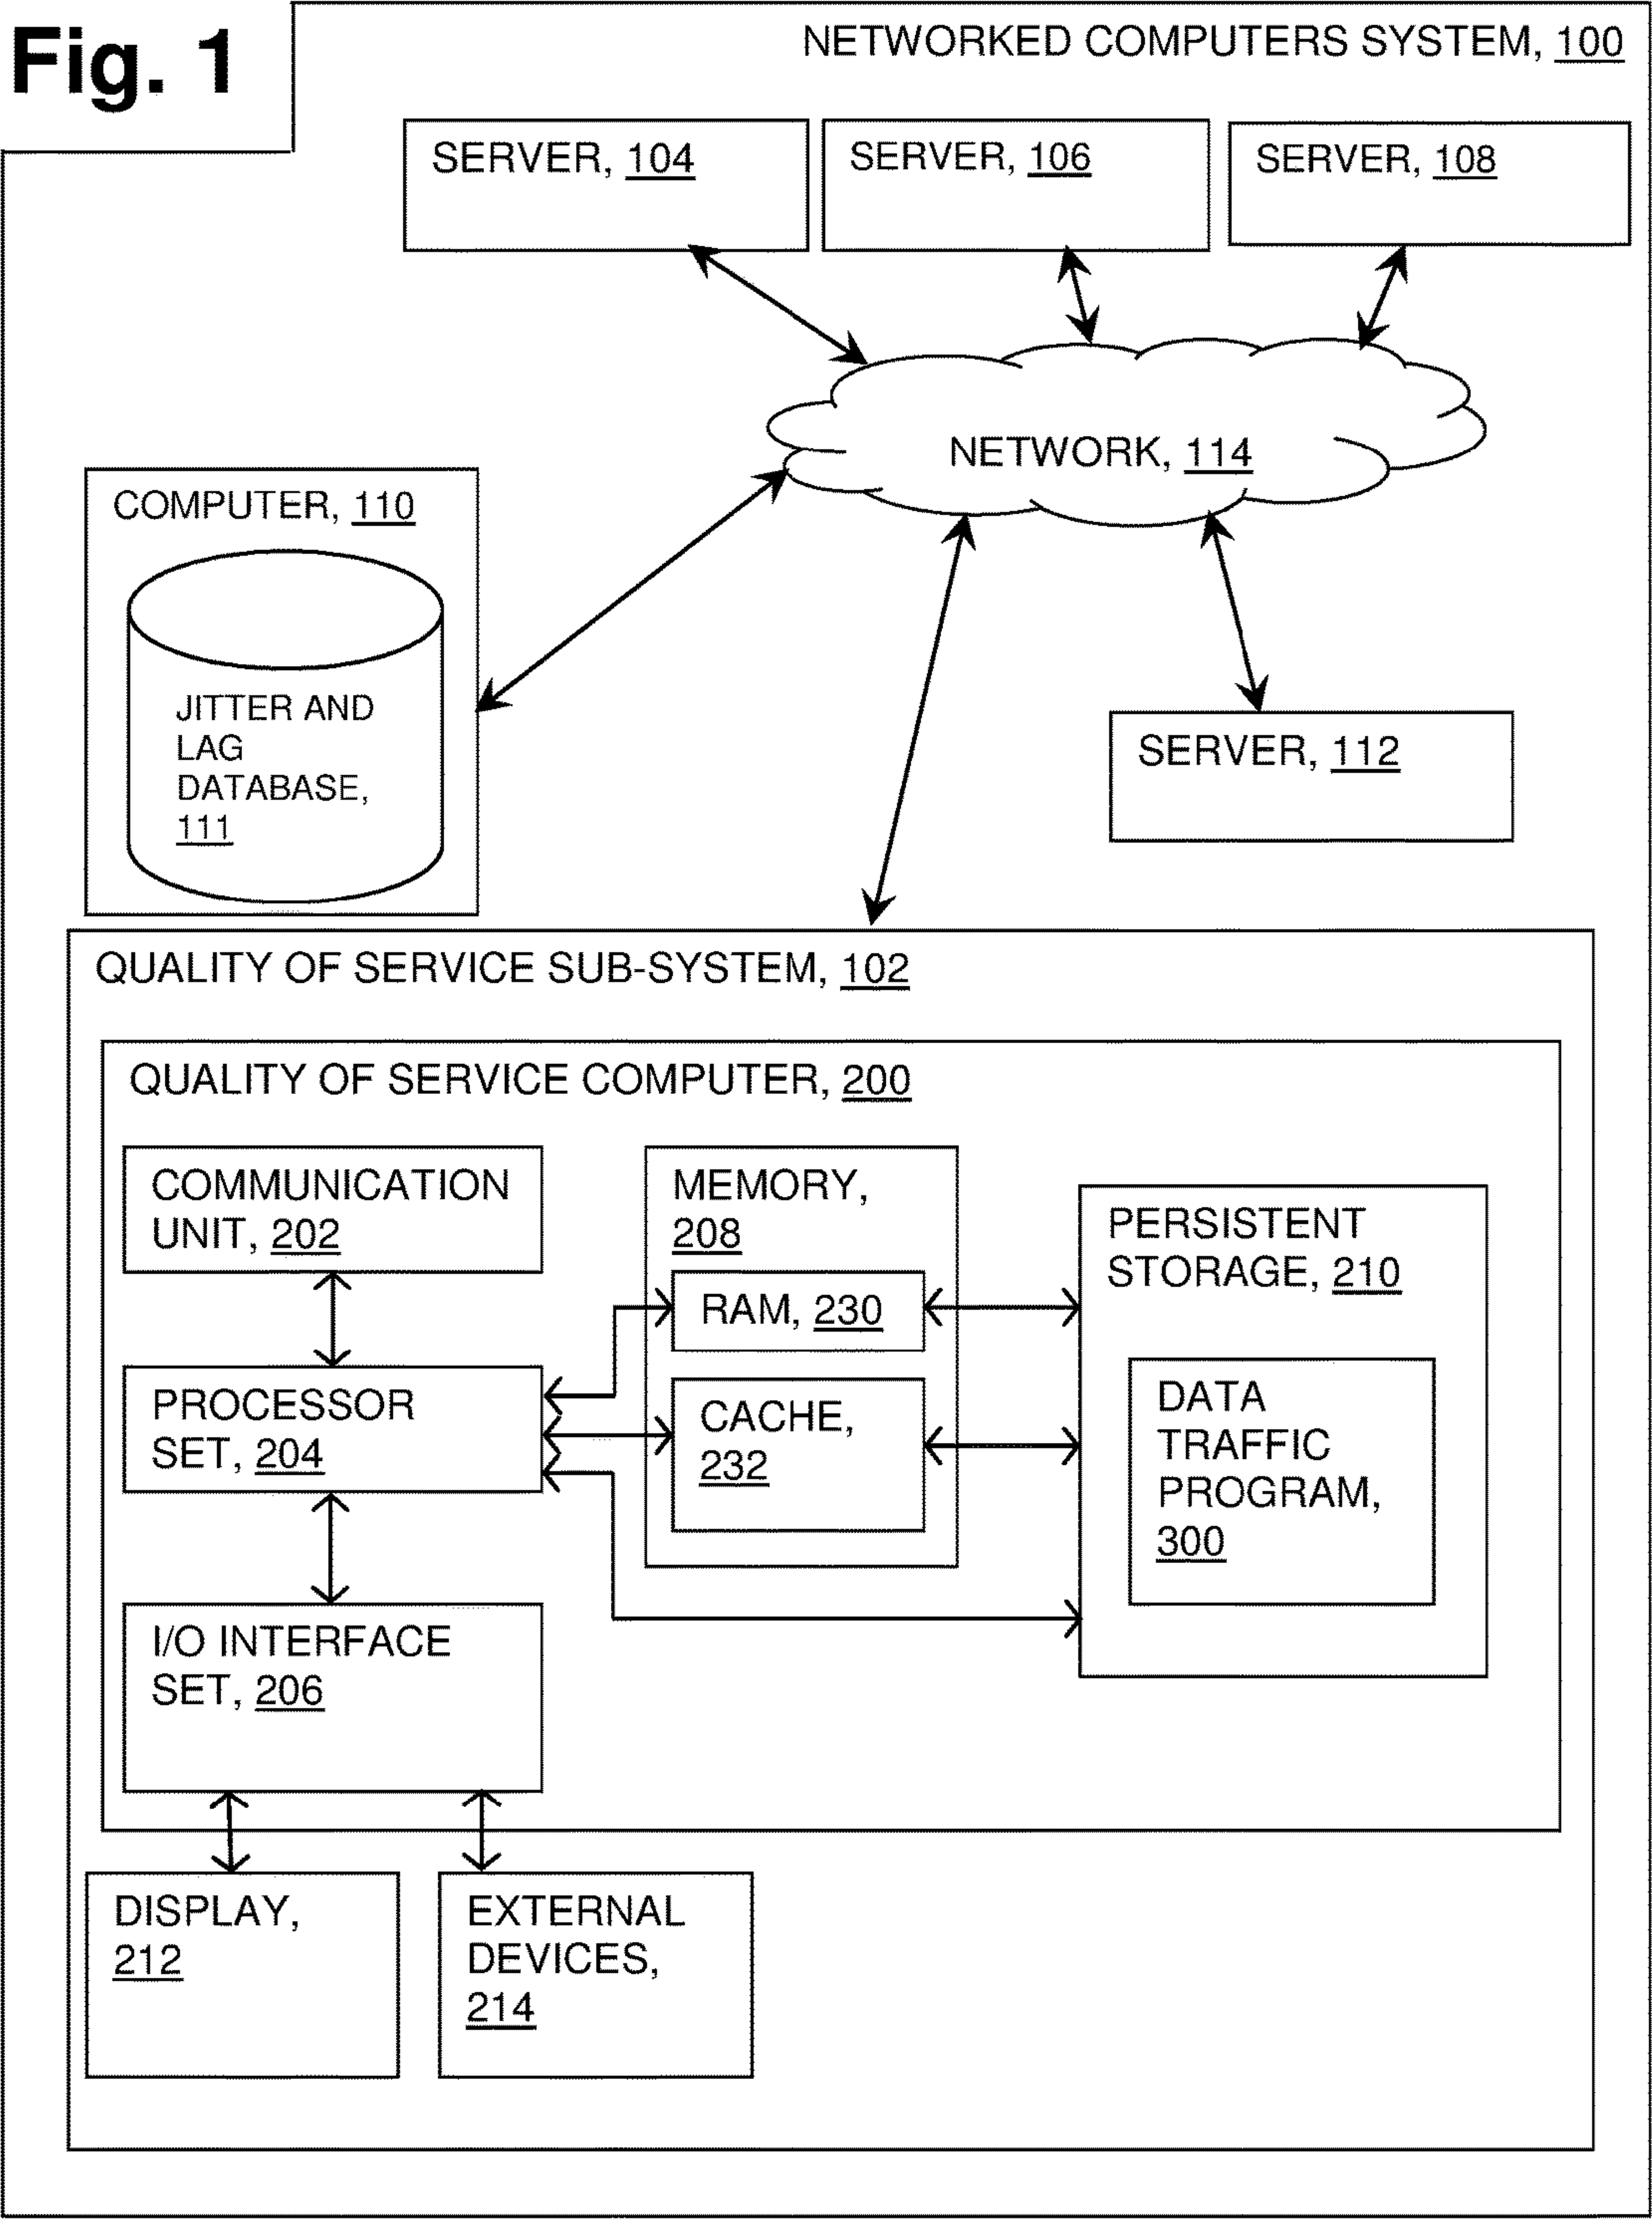 Fig. 1
NETWORKED COMPUTERS SYSTEM, 100
SERVER, 104
SERVER, 106
SERVER, 108
NETWORK, 114
COMPUTER, 110
JITTER AND
LAG
DATABASE,
111
SERVER, 112
QUALITY OF SERVICE SUB-SYSTEM, 102
QUALITY OF SERVICE COMPUTER, 200
COMMUNICATION
UNIT, 202
MEMORY,
208
PERSISTENT
STORAGE, 210
RAM, 230
PROCESSOR
SET, 204
CACHE,
232
DATA
TRAFFIC
PROGRAM,
300
I/O INTERFACE
SET, 206
DISPLAY,
212
EXTERNAL
DEVICES,
214